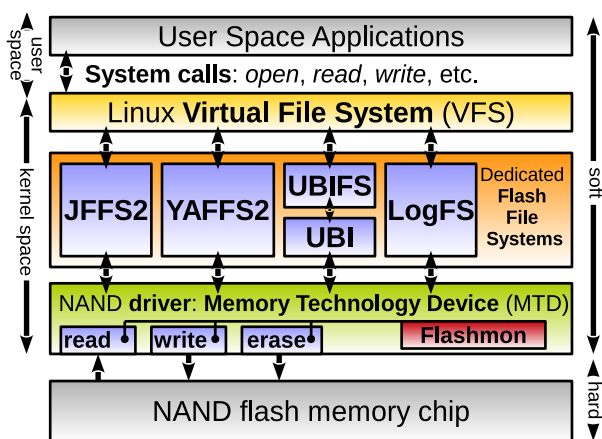 user
space
User Space Applications
System calls: open, read, write, etc.
Linux Virtual File System (VFS)
kernel space
JFFS2
YAFFS2
UBIFS
UBI
LogFS
Dedicated
Flash
File
Systems
soft
NAND driver: Memory Technology Device (MTD)
read
write
erase
Flashmon
NAND flash memory chip
hard